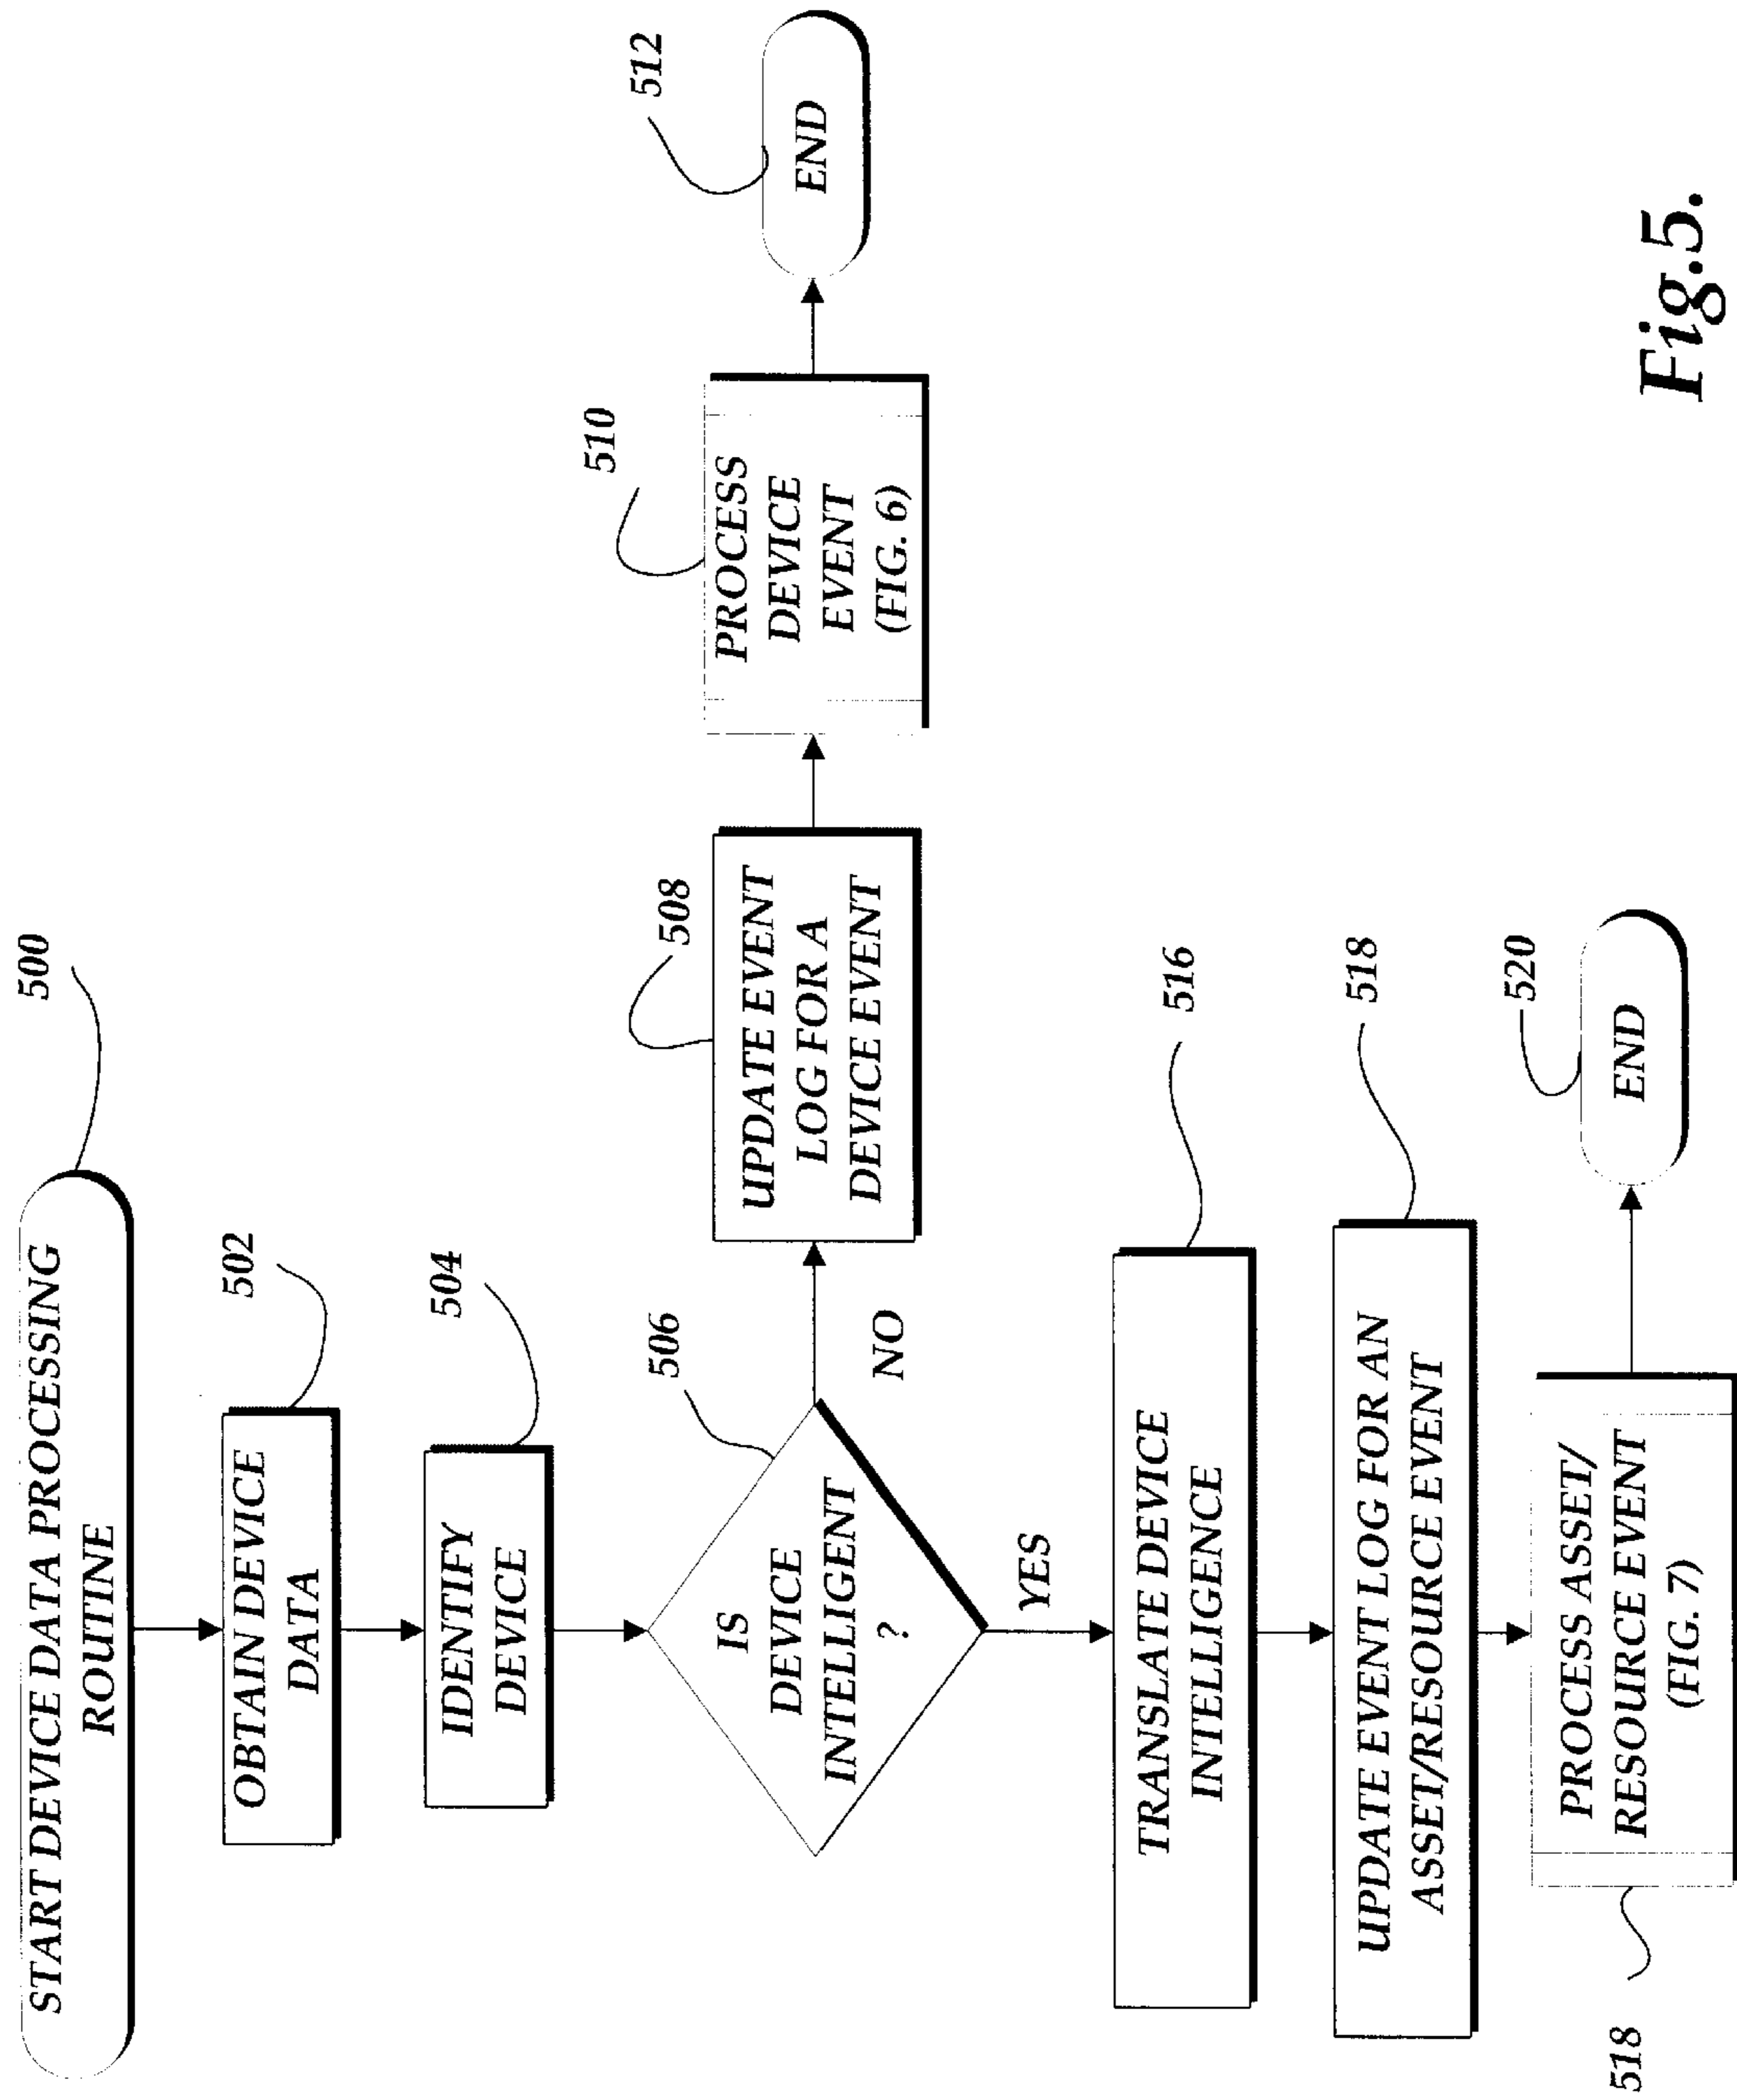 500
START DEVICE DATA PROCESSING
ROUTINE
502
OBTAIN DEVICE
DATA
504
IDENTIFY
DEVICE
506
IS
DEVICE
INTELLIGENT
?
NO
508
UPDATE EVENT
LOG FOR A
DEVICE EVENT
510
PROCESS
DEVICE
EVENT
(FIG. 6)
512
END
YES
516
TRANSLATE DEVICE
INTELLIGENCE
518
UPDATE EVENT LOG FOR AN
ASSET/RESOURCE EVENT
518
PROCESS ASSET/
RESOURCE EVENT
(FIG. 7)
520
END
Fig.5.